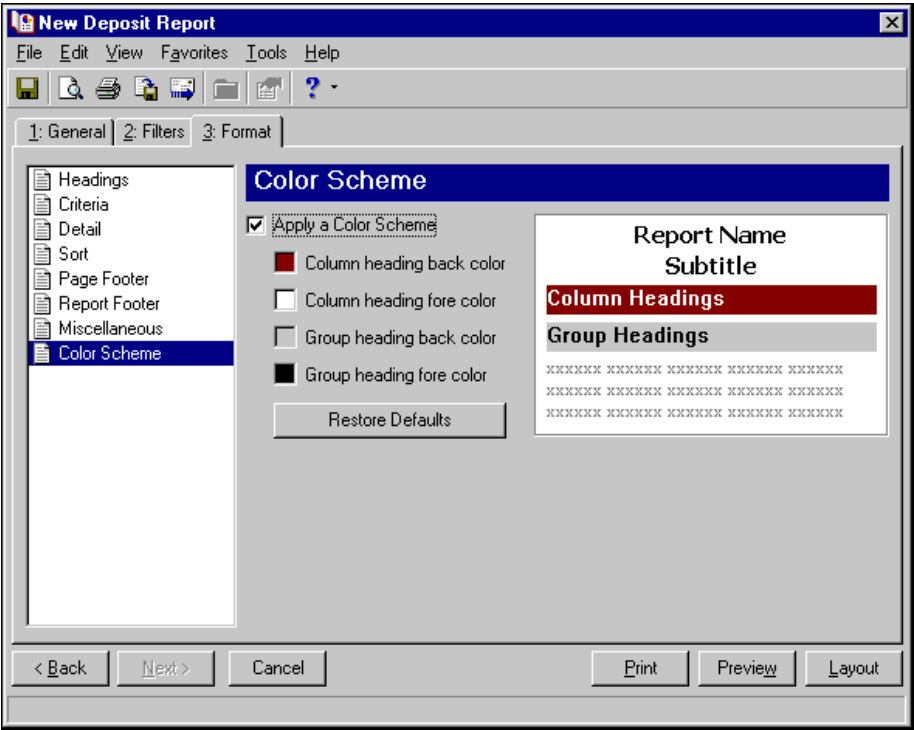 New Deposit Report
File Edit View Favorites Tools Help
?
1: General 2: Filters 3: Format
Headings
Criteria
Detail
Sort
Page Footer
Report Footer
Miscellaneous
Color Scheme
Color Scheme
Apply a Color Scheme
Column heading back color
Column heading fore color
Group heading back color
Group heading fore color
Restore Defaults
Report Name
Subtitle
Column Headings
Group Headings
xxxxxx xxxxxx xxxxxx xxxxxx xxxxxx
xxxxxx xxxxxx xxxxxx xxxxxx xxxxxx
xxxxxx xxxxxx xxxxxx xxxxxx xxxxxx
< Back Next > Cancel Print Preview Layout